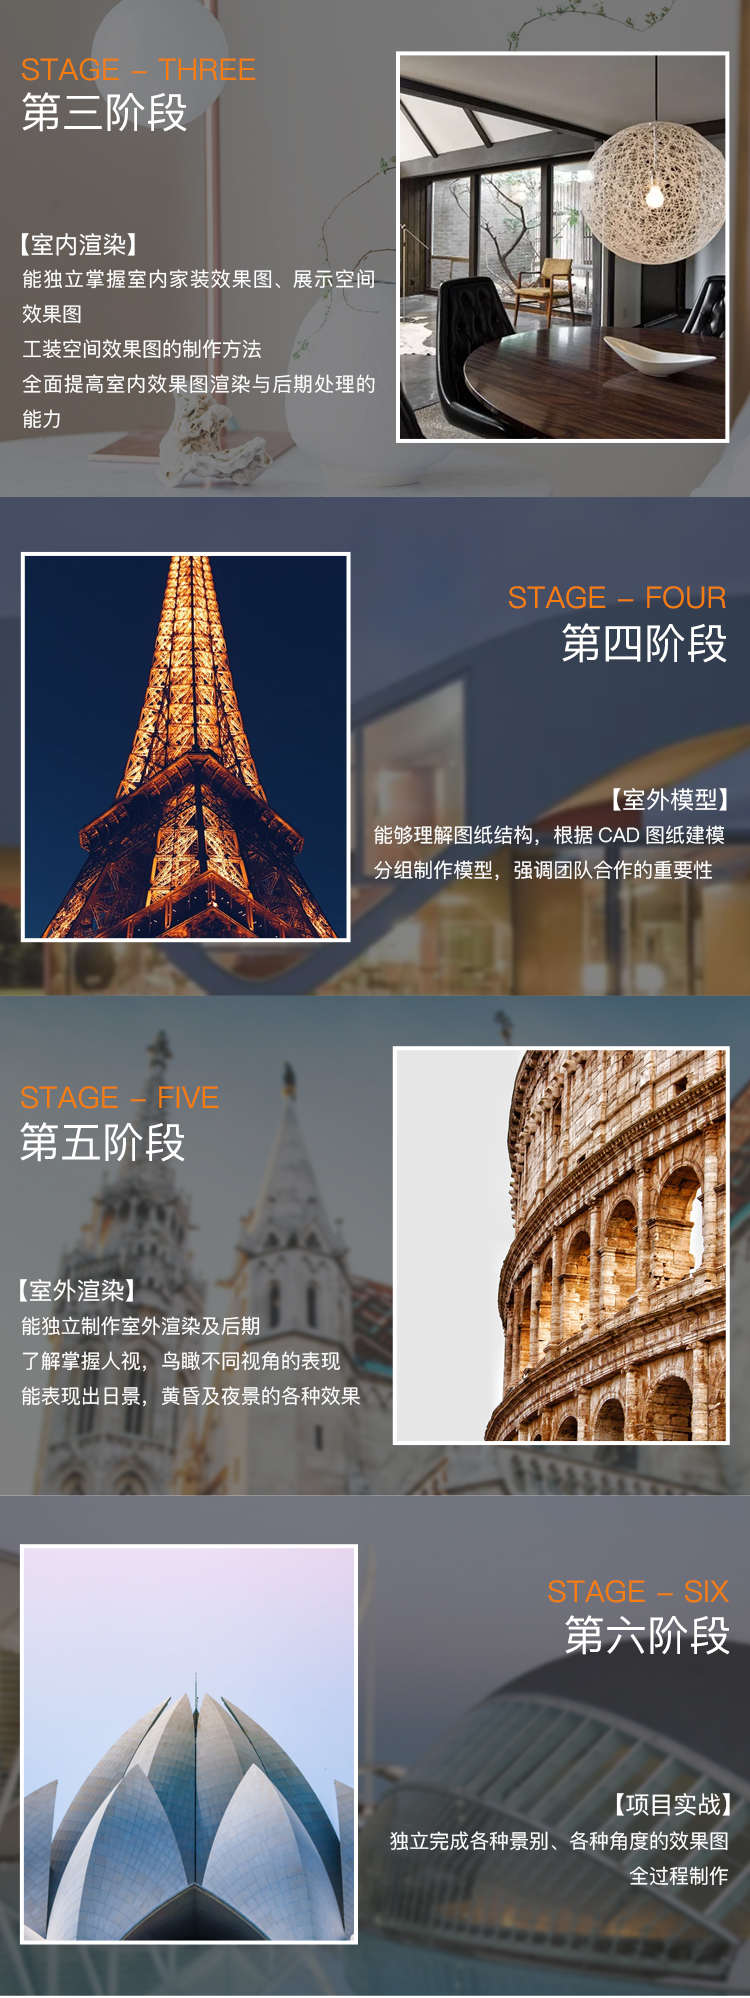 STAGE – THREE
第三阶段
【室内渲染】
能独立掌握室内家装效果图、展示空间
效果图
工装空间效果图的制作方法
全面提高室内效果图渲染与后期处理的
能力
STAGE – FOUR
第四阶段
【室外模型】
能够理解图纸结构，根据 CAD 图纸建模
分组制作模型，强调团队合作的重要性
STAGE – FIVE
第五阶段
【室外渲染】
能独立制作室外渲染及后期
了解掌握人视，鸟瞰不同视角的表现
能表现出日景，黄昏及夜景的各种效果
STAGE – SIX
第六阶段
【项目实战】
独立完成各种景别、各种角度的效果图
全过程制作